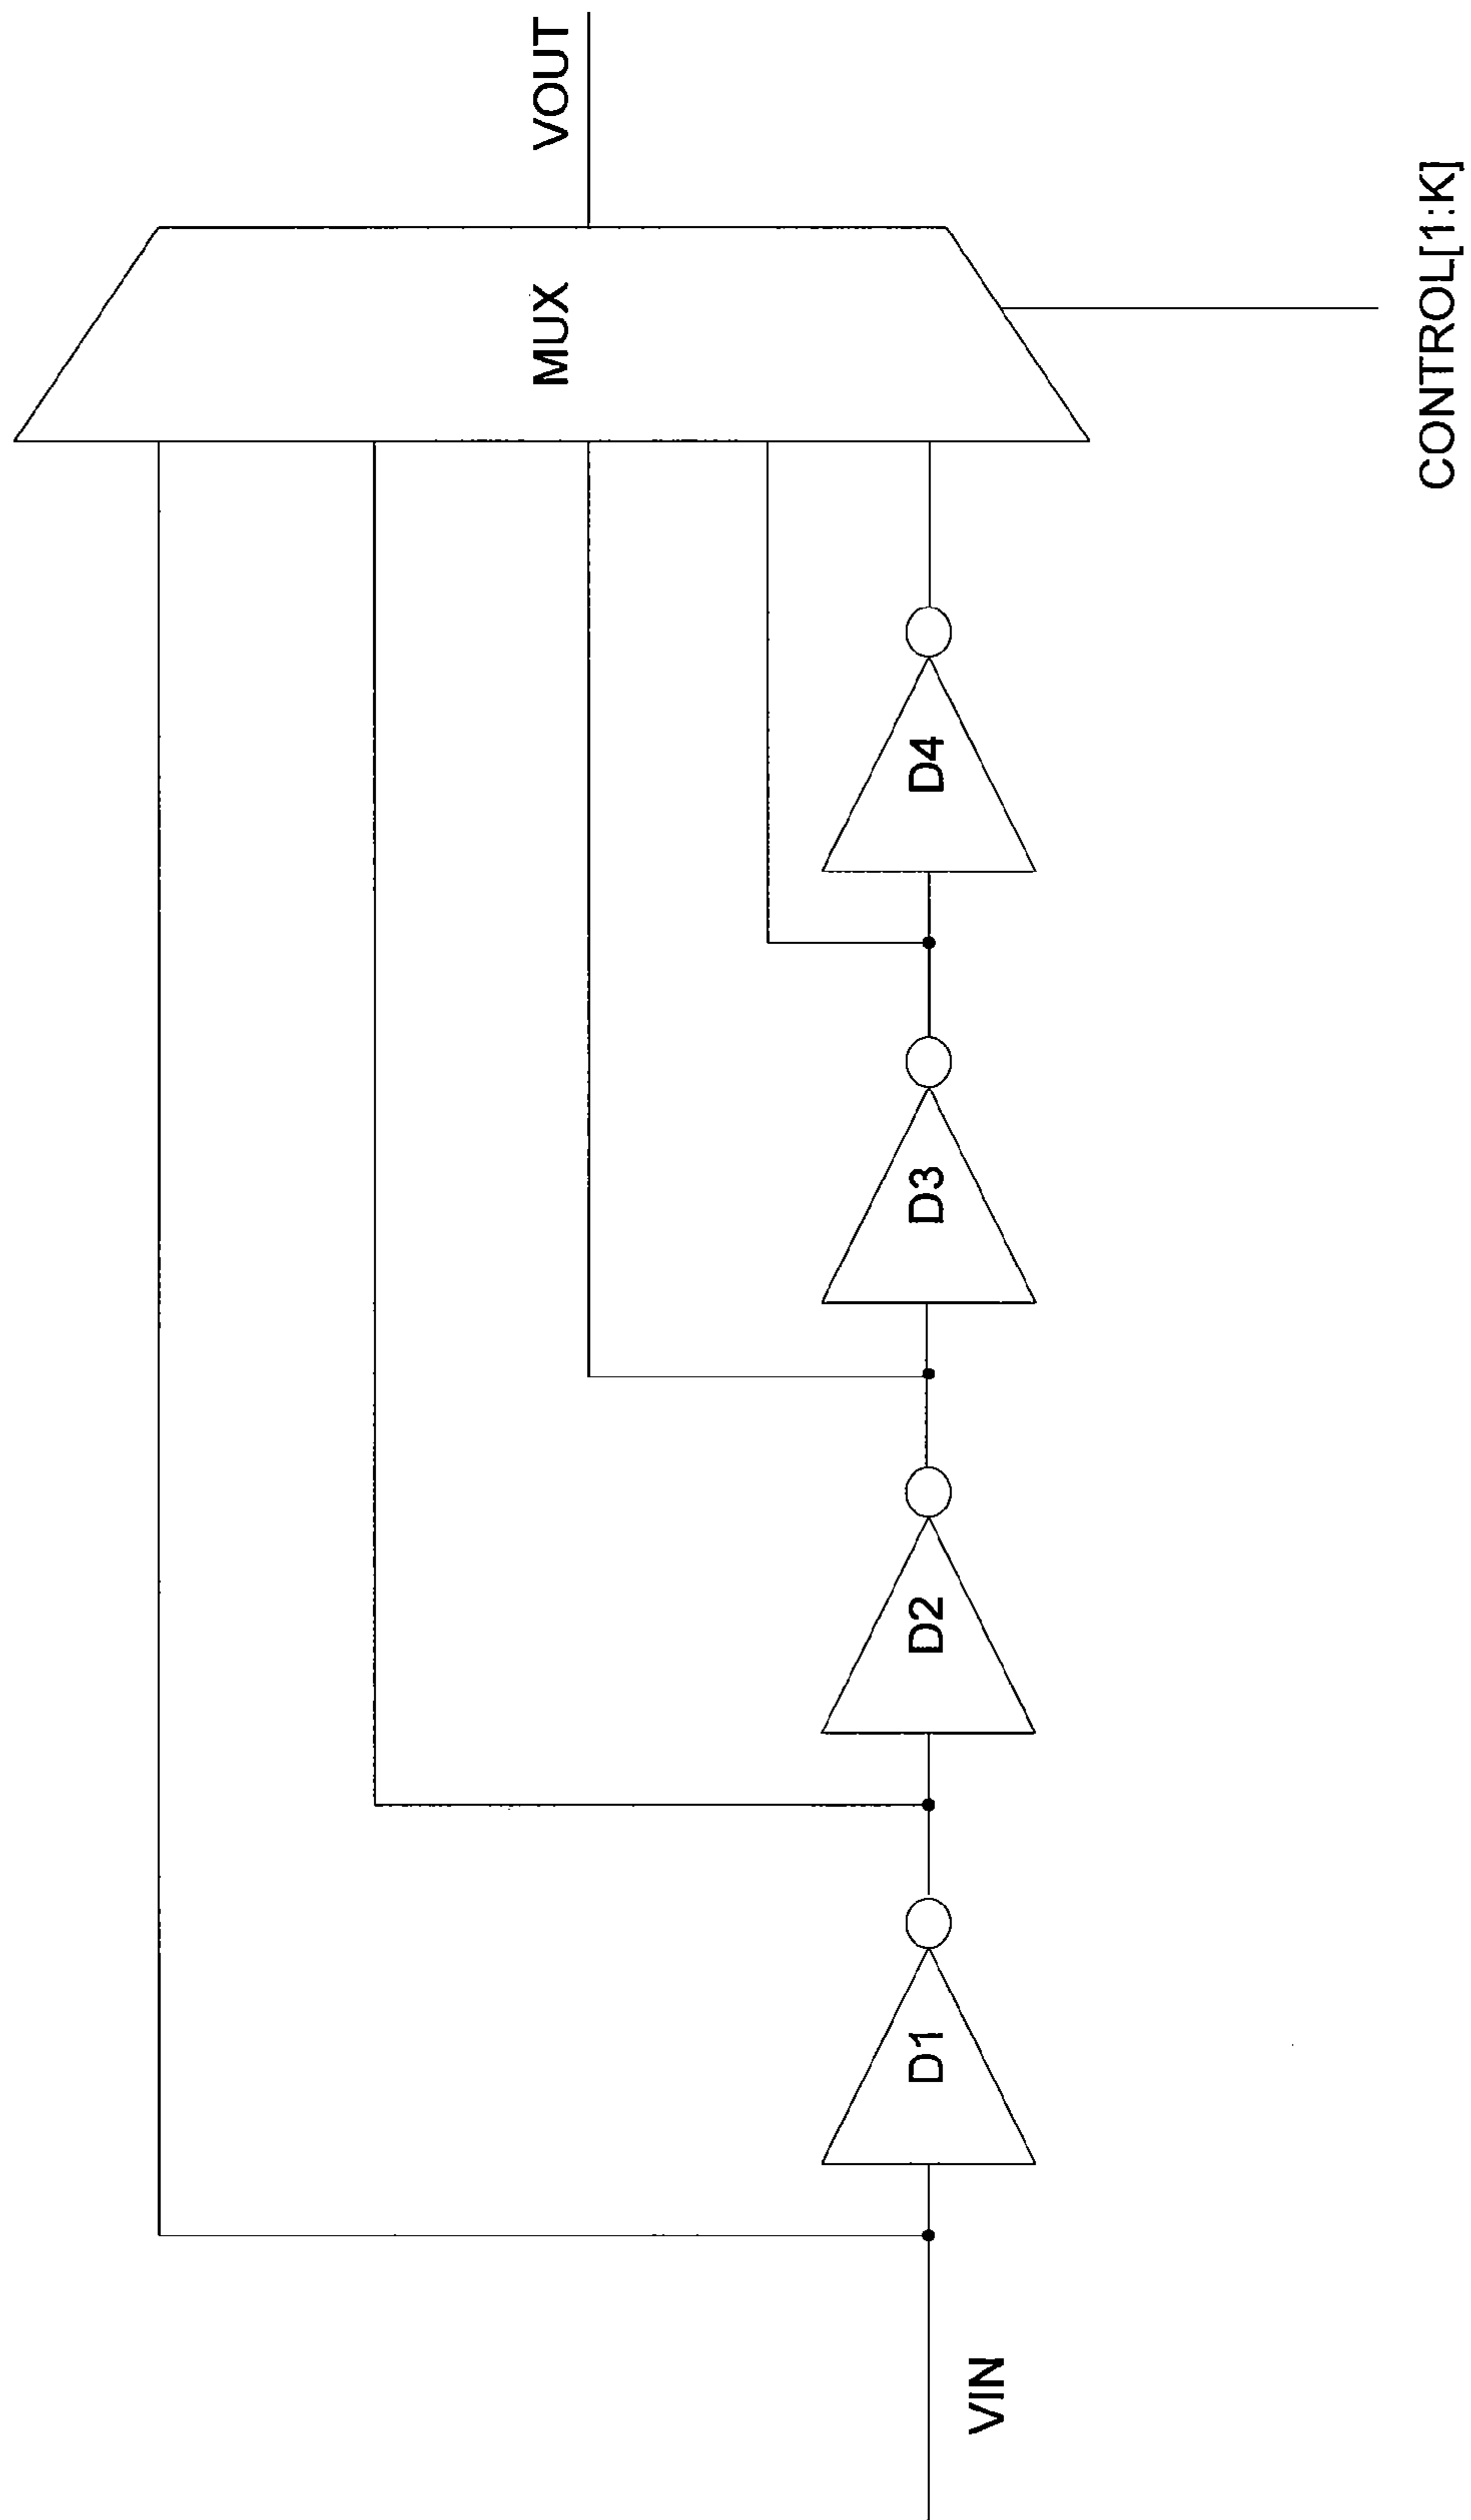 VIN
D1
D2
D3
D4
MUX
VOUT
CONTROL[1:K]